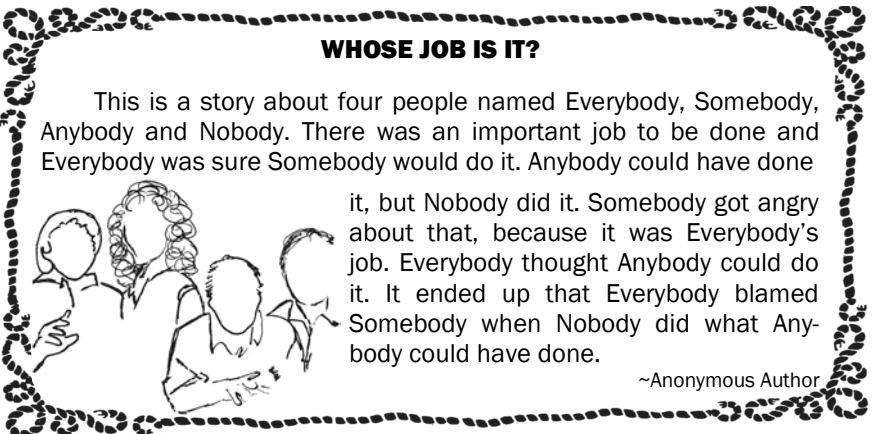 WHOSE JOB IS IT?
This is a story about four people named Everybody, Somebody,
Anybody and Nobody. There was an important job to be done and
Everybody was sure Somebody would do it. Anybody could have done
it, but Nobody did it. Somebody got angry
about that, because it was Everybody’s
job. Everybody thought Anybody could do
it. It ended up that Everybody blamed
Somebody when Nobody did what Any-
body could have done.
~Anonymous Author